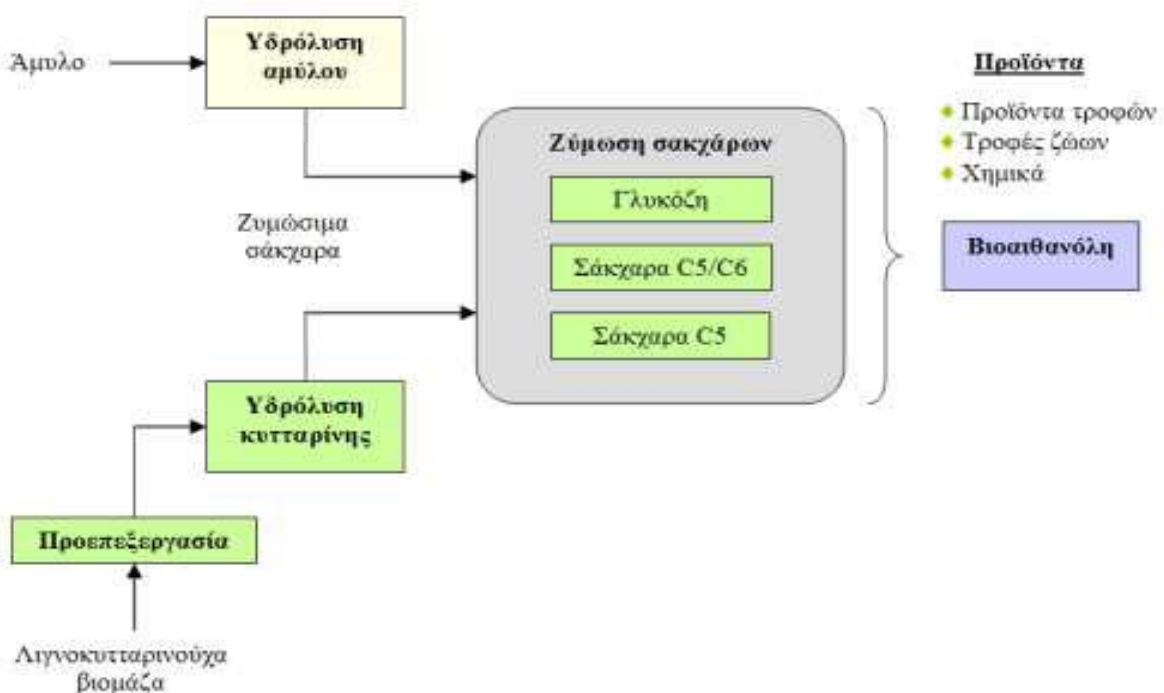 Άμυλο
Υδρόλυση
αμύλου
Ζυμώσιμα
σάκχαρα
Υδρόλυση
κυτταρίνης
Προεπεξεργασία
Λιγνοκυτταρινούχα
βιομάζα
Ζύμωση σακχάρων
Γλυκόζη
Σάκχαρα C5/C6
Σάκχαρα C5
Προϊόντα
Προϊόντα τροφών
Τροφές ζώων
Χημικά
Βιοαιθανόλη